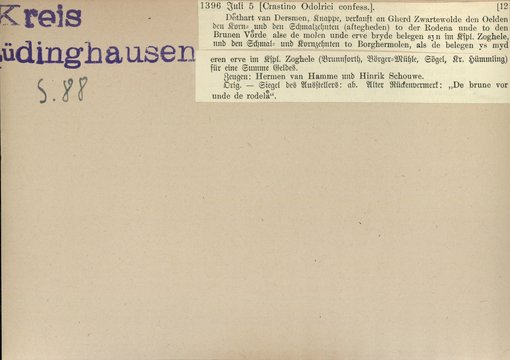 Kreis
Lüdinghausen
S. 88
1396 Juli 5 [Crastino Odolrici confess.]. [12
Dethart van Dersmen, Knappe, verkauft an Gherd Zwartewolde den Oelden
den Korn- und den Schmalzehnten (aftegheden) to der Rodena unde to den
Brunen Vorde alse de molen unde erve bryde belegen syn im Kspl. Zoghele,
und den Schmal- und Kornzehnten to Borghermolen, als de belegen ys myd
eren erve im Kspl. Zoghele (Brunnforth, Börger-Mühle, Sögel, Kr. Hümmling)
für eine Summe Geldes.
Zeugen: Hermen van Hamme und Hinrik Schouwe.
Orig. — Siegel des Ausstellers: ab. Alter Rückenvermerk: „De brune vor
unde de rodela“.